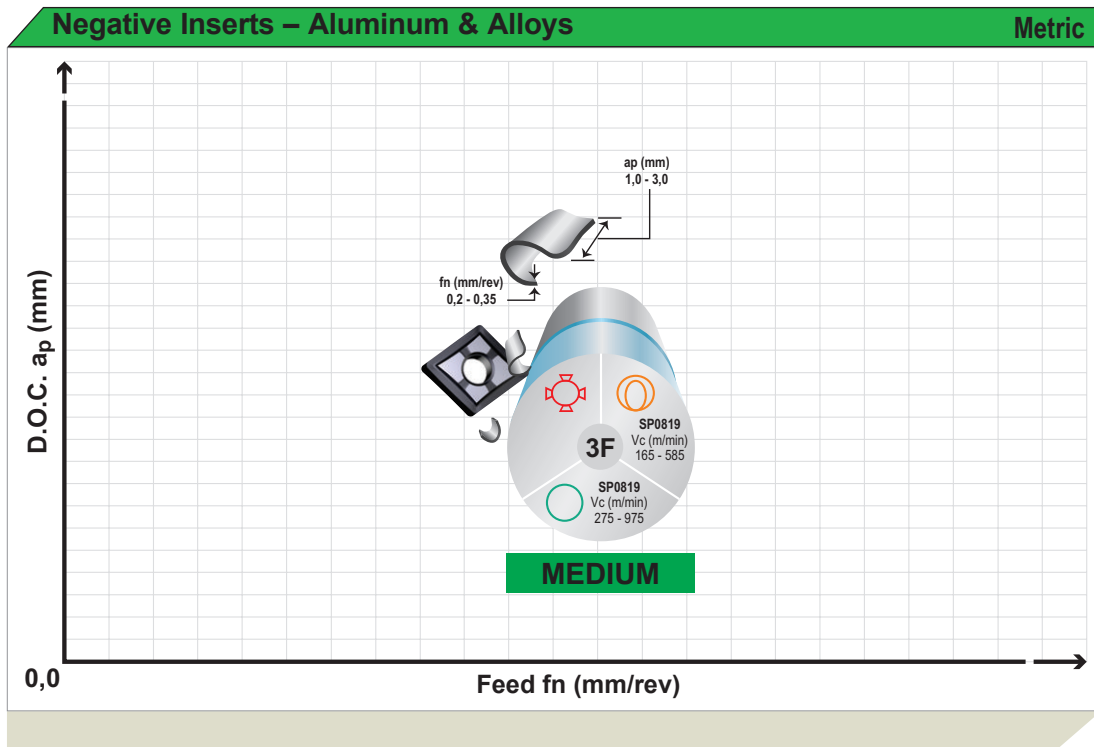 Negative Inserts – Aluminum & Alloys
Metric
ap (mm)
1,0 - 3,0
fn (mm/rev)
0,2 - 0,35
D.O.C. ap (mm)
SP0819
Vc (m/min)
165 - 585
3F
SP0819
Vc (m/min)
275 - 975
MEDIUM
0,0
Feed fn (mm/rev)